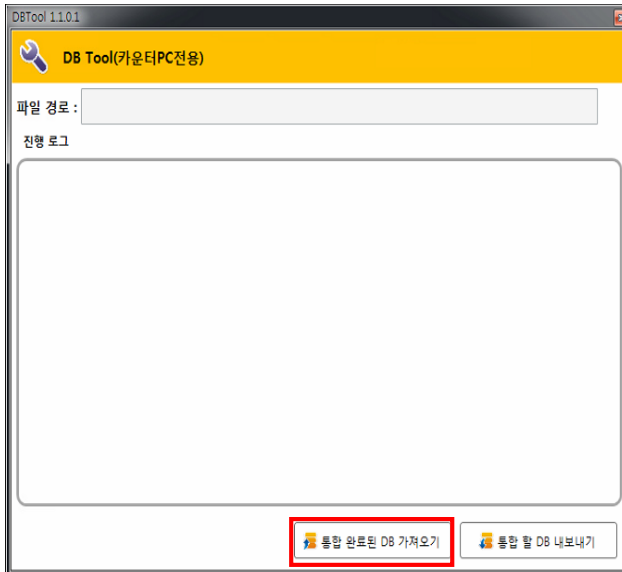 DBTool 1.1.0.1
DB Tool(카운터PC전용)
파일 경로 :
진행 로그
통합 완료된 DB 가져오기
통합 할 DB 내보내기